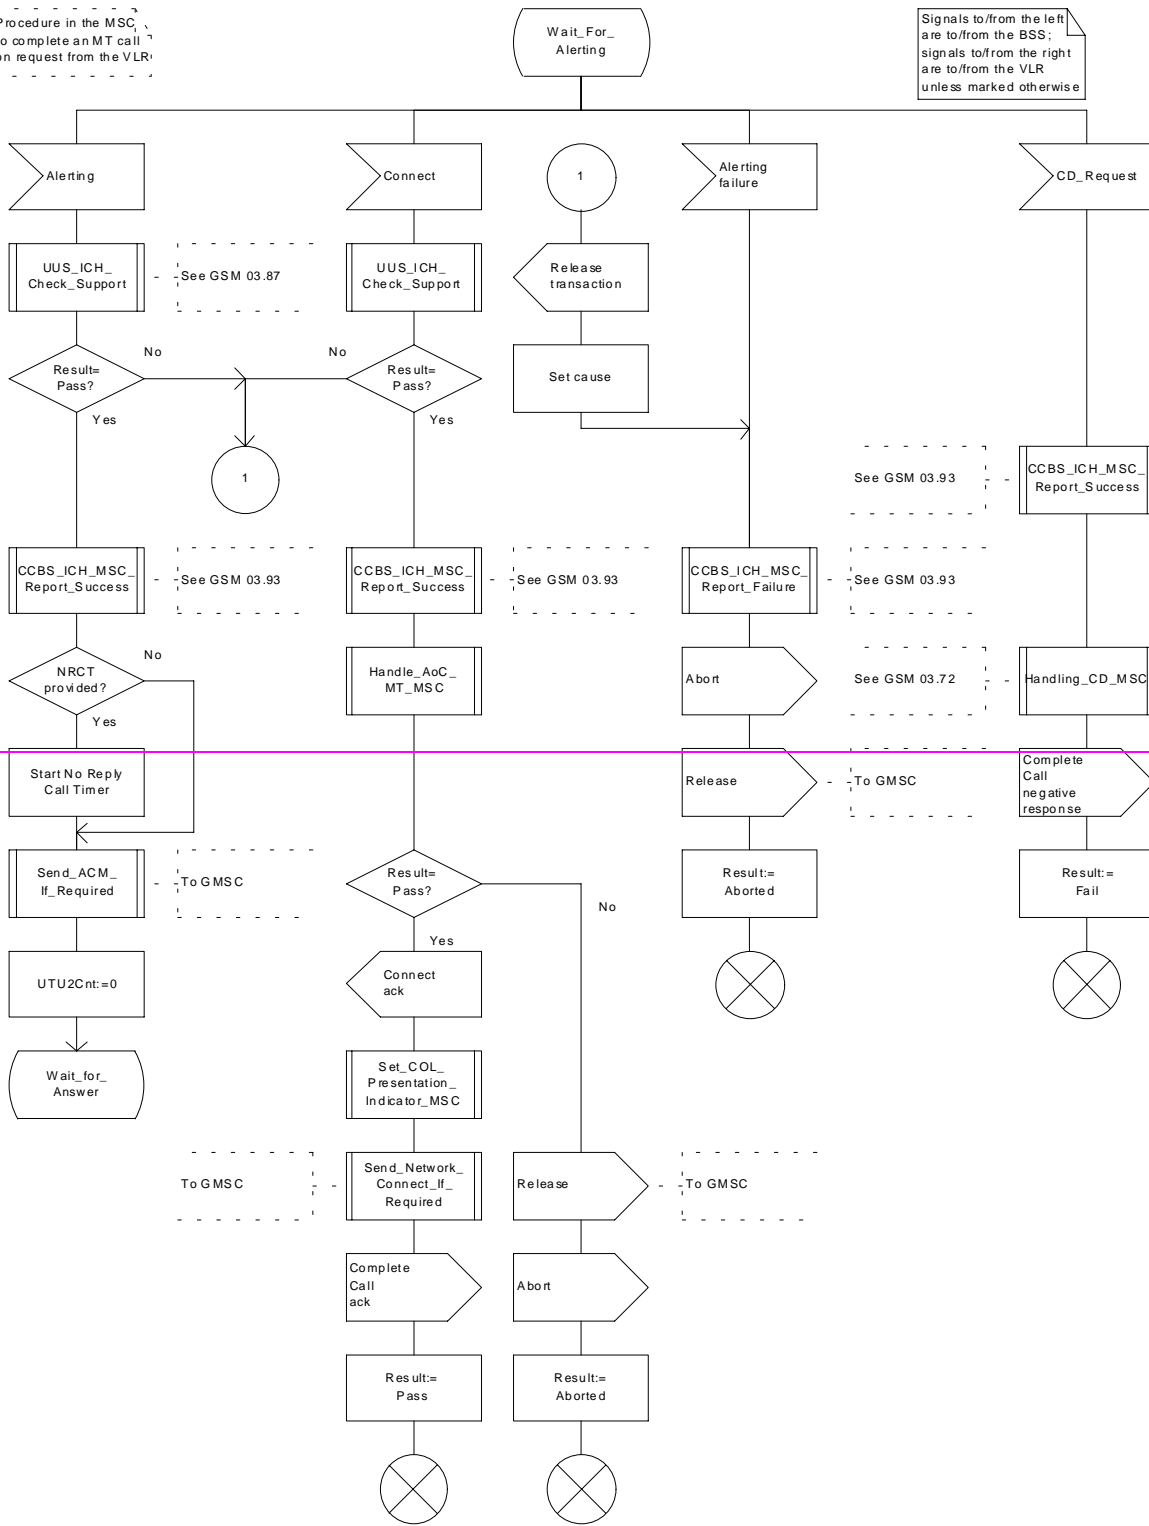 Procedure in the MSC
o complete an MT call
on request from the VLR
Wait_For_
Alerting
Signals to/from the left
are to/from the BSS;
signals to/from the right
are to/from the VLR
unless marked otherwise
Alerting
Connect
1
Alerting
failure
CD_Request
UUS_ICH_
Check_Support
See GSM 03.87
UUS_ICH_
Check_Support
Release
transaction
Result=
Pass?
No
Yes
No
Result=
Pass?
Yes
Set cause
1
See GSM 03.93
CCBS_ICH_MSC_
Report_Success
CCBS_ICH_MSC_
Report_Success
See GSM 03.93
CCBS_ICH_MSC_
Report_Success
See GSM 03.93
CCBS_ICH_MSC_
Report_Failure
See GSM 03.93
NRCT
provided?
No
Yes
Handle_AoC_
MT_MSC
Abort
See GSM 03.72
Handling_CD_MSC
Start No Reply
Call Timer
Release
To GMSC
Complete
Call
negative
response
Send_ACM_
If_Required
To GMSC
Result=
Pass?
No
Yes
Result:=
Aborted
Result:=
Fail
UTU2Cnt:=0
Connect
ack
Wait_for_
Answer
Set_COL_
Presentation_
Indicator_MSC
To GMSC
Send_Network_
Connect_If_
Required
Release
To GMSC
Complete
Call
ack
Abort
Result:=
Pass
Result:=
Aborted